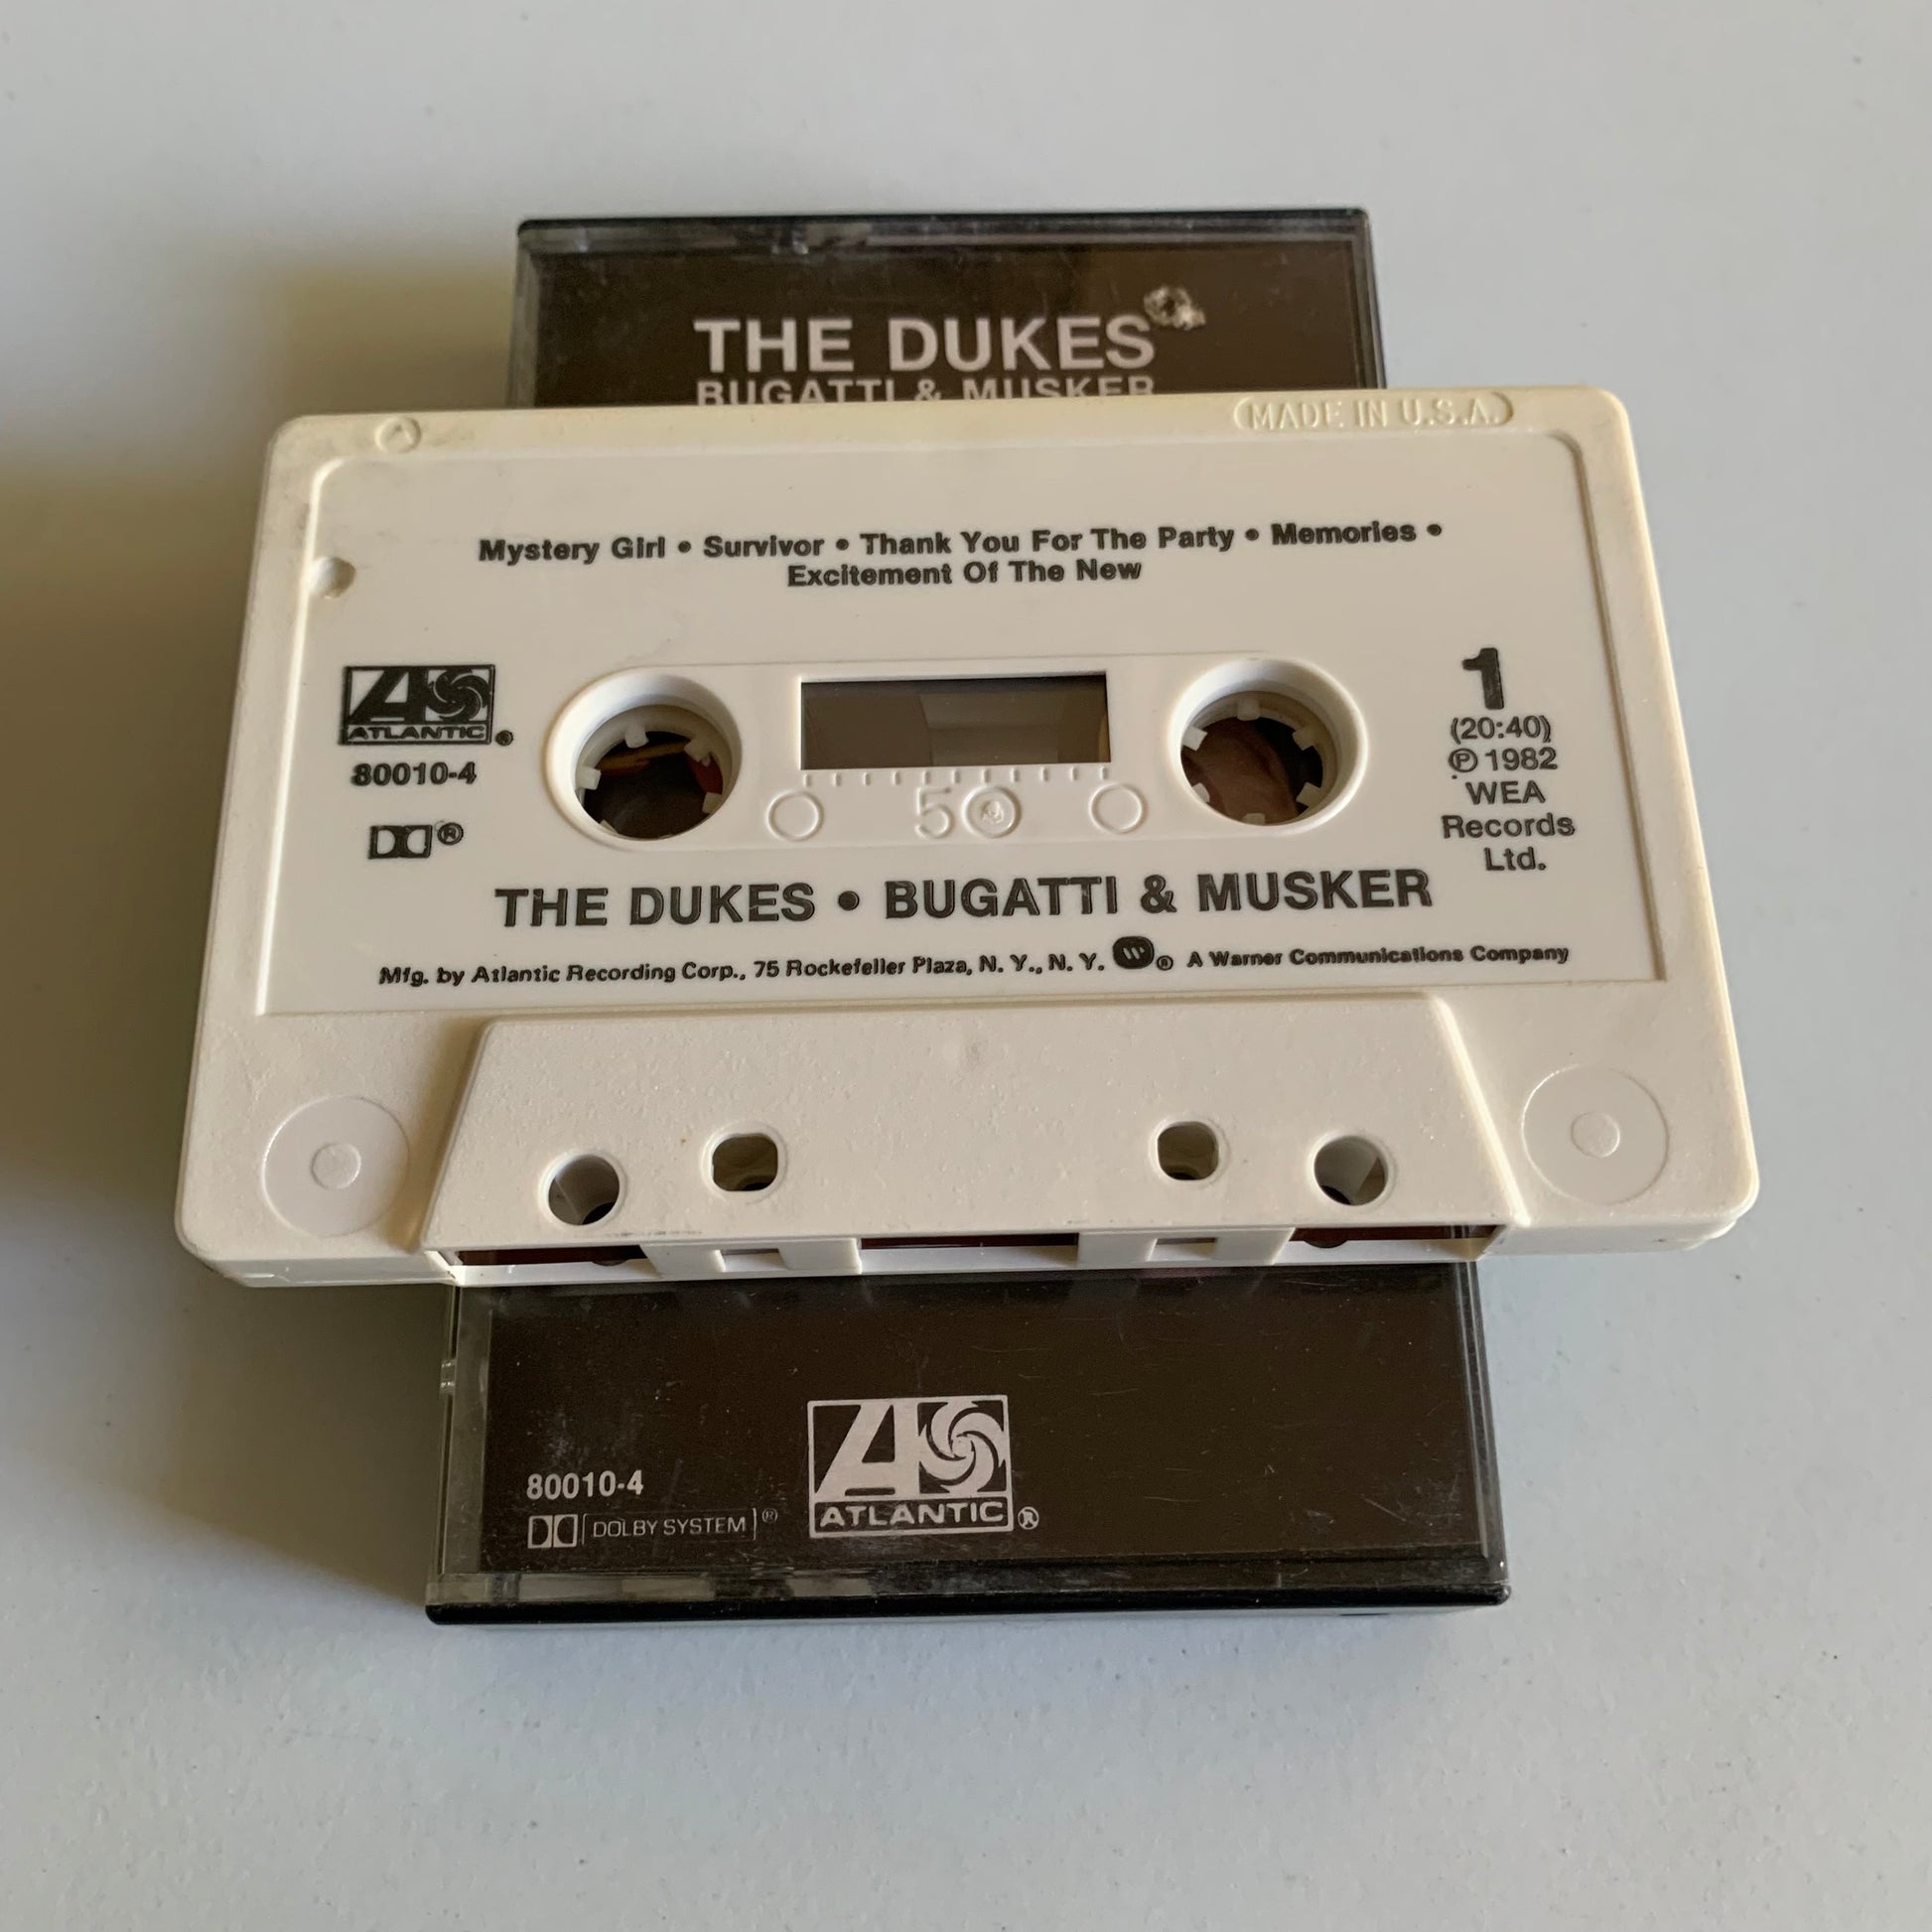 THE DUKES
BUGATTI & MUSKER
MADE IN U.S.A.
Mystery Girl • Survivor • Thank You For The Party • Memories •
Excitement Of The New
ATLANTIC®
80010-4
®
1
(20:40)
℗ 1982
WEA
Records
Ltd.
50
THE DUKES • BUGATTI & MUSKER
Mfg. by Atlantic Recording Corp., 75 Rockefeller Plaza, N. Y., N. Y. ® A Warner Communications Company
80010-4
DOLBY SYSTEM ®
ATLANTIC ®